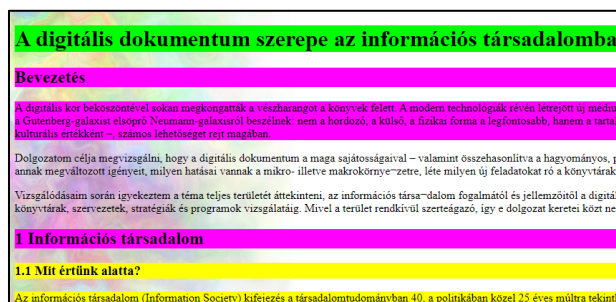 A digitális dokumentum szerepe az információs társadalomba
Bevezetés
A digitális kor beköszöntével sokan megkongatták a vészharangot a könyvek felett. A modern technológiák révén létrejött új médiu
a Gutenberg-galaxist elsöprő Neumann-galaxisról beszélnek: nem a hordozó, a külső, a fizikai forma a legfontosabb, hanem a tarta
kulturális értékként –, számos lehetőséget rejt magában.
Dolgozatom célja megvizsgálni, hogy a digitális dokumentum a maga sajátosságaival – valamint összehasonlítva a hagyományos, p
annak megváltozott igényeit, milyen hatásai vannak a mikro- illetve makrokörnye¬zetre, léte milyen új feladatokat ró a könyvtárak
Vizsgálódásaim során igyekeztem a téma teljes területét áttekinteni, az információs társa¬dalom fogalmától és jellemzőitől a digitál
könyvtárak, szervezetek, stratégiák és programok vizsgálatáig. Mivel a terület rendkívül szerteágazó, így e dolgozat keretei közt ne
1 Információs társadalom
1.1 Mit értünk alatta?
Az információs társadalom (Information Society) kifejezés a társadalomtudományban 40, a politikában közel 25 éves múltra tekint